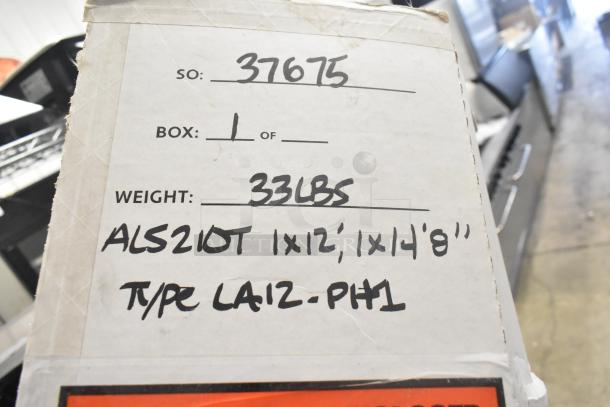 SO: 37675
BOX: 1 OF
WEIGHT: 33LBS
ALS210T 1x12', 1x14'8"
Type LA12-PH1